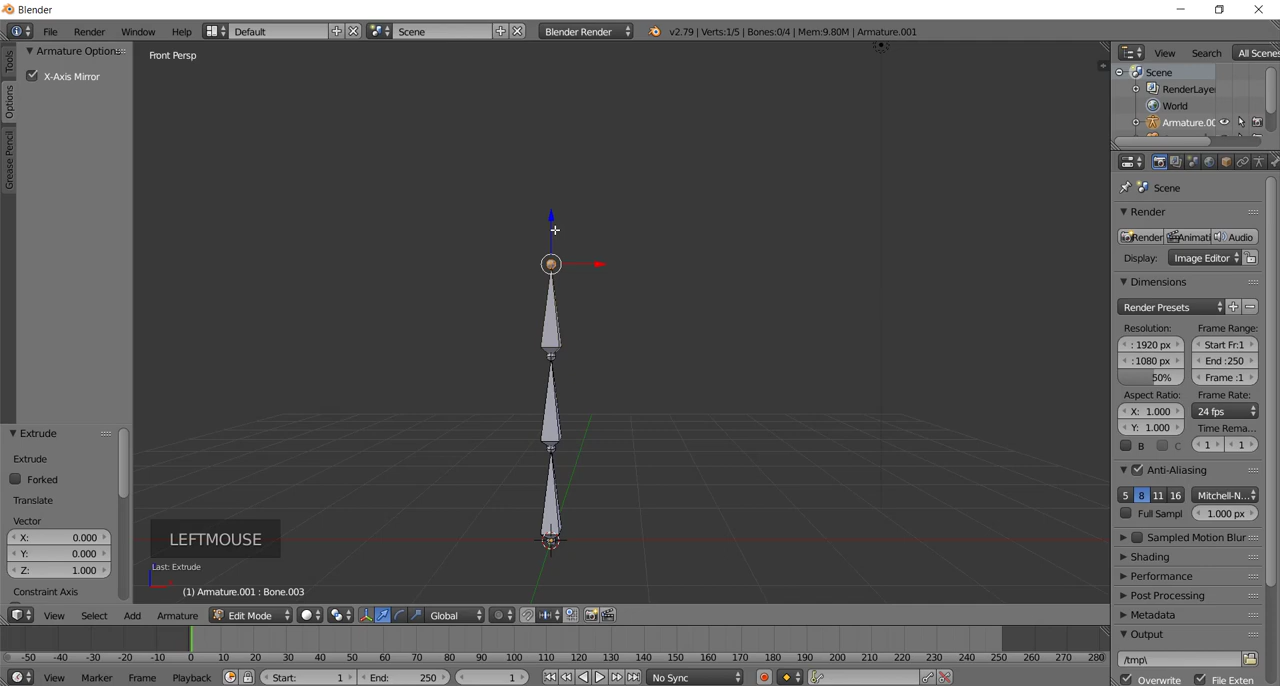 Blender
File Render Window Help Default Scene Blender Render v2.79 | Verts:1/5 | Bones:0/4 | Mem:9.80M | Armature.001
Armature Option
X-Axis Mirror
Tools
Options
Grease Pencil
Front Persp
View Search All Scenes
Scene
RenderLaye
World
Armature.00
Scene
Render
Render Animati Audio
Display: Image Editor
Dimensions
Render Presets
Resolution: Frame Range:
: 1920 px Start Fr:1
: 1080 px End :250
50% Frame :1
Aspect Ratio: Frame Rate:
X: 1.000 24 fps
Y: 1.000 Time Rema...
B C 1 1
Anti-Aliasing
5 8 11 16 Mitchell-N...
Full Sampl 1.000 px
Sampled Motion Blur
Shading
Performance
Post Processing
Metadata
Output
/tmp\
Overwrite File Exten
Extrude
Extrude
Forked
Translate
Vector
X: 0.000
Y: 0.000
Z: 1.000
Constraint Axis
LEFTMOUSE
Last: Extrude
(1) Armature.001 : Bone.003
View Select Add Armature Edit Mode Global
-50 -40 -30 -20 -10 0 10 20 30 40 50 60 70 80 90 100 110 120 130 140 150 160 170 180 190 200 210 220 230 240 250 260 270 280
View Marker Frame Playback Start: 1 End: 250 1 No Sync